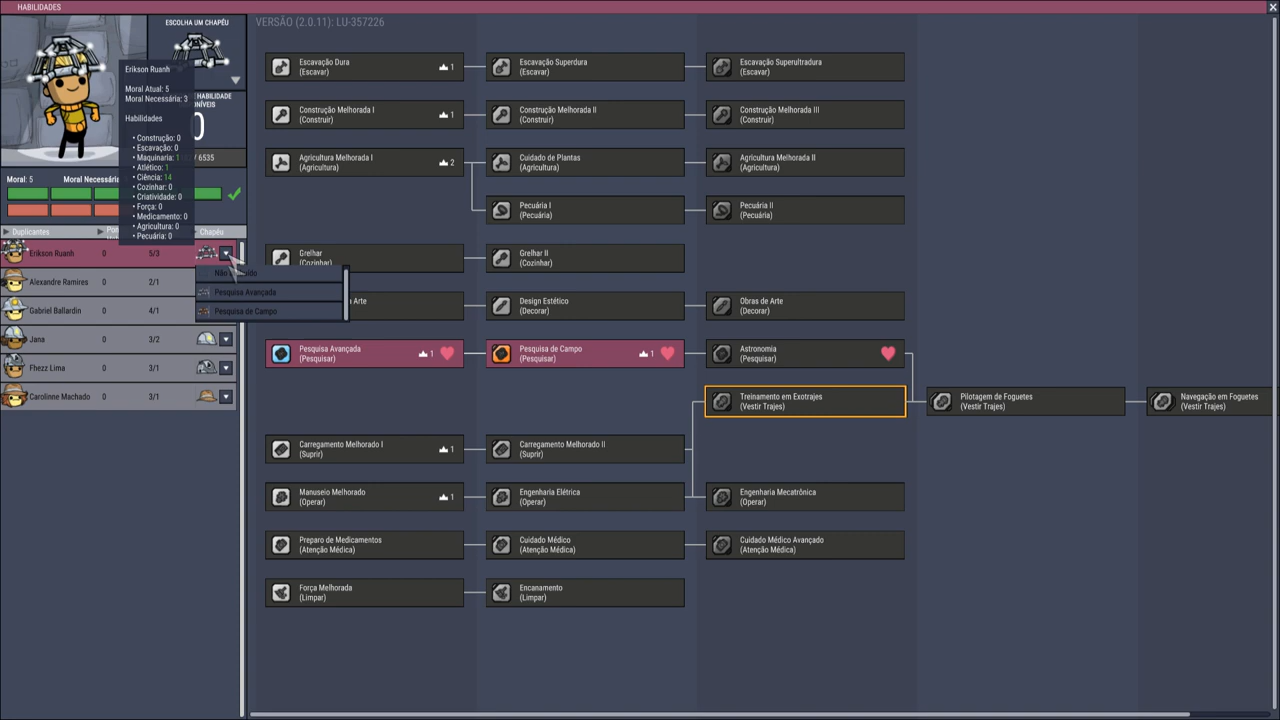 HABILIDADES
VERSÃO (2.0.11): LU-357226
ESCOLHA UM CHAPÉU
Erikson Ruanh
Moral Atual: 5
Moral Necessária: 3
Habilidades
• Construção: 0
• Escavação: 0
• Maquinaria: 1
• Atlético: 1
• Ciência: 14
• Cozinhar: 0
• Criatividade: 0
• Força: 0
• Medicamento: 0
• Agricultura: 0
• Pecuária: 0
HABILIDADE
0
/ 6535
Moral: 5
Moral Necessária
Duplicantes
Chapéu
Erikson Ruanh 0 5/3
Alexandre Ramires 0 2/1
Gabriel Ballardin 0 4/1
Jana 0 3/2
Fhezz Lima 0 3/1
Carolinne Machado 0 3/1
Pesquisa Avançada
Pesquisa de Campo
Escavação Dura
(Escavar)
1
Escavação Superdura
(Escavar)
Escavação Superultradura
(Escavar)
Construção Melhorada I
(Construir)
1
Construção Melhorada II
(Construir)
Construção Melhorada III
(Construir)
Agricultura Melhorada I
(Agricultura)
2
Cuidado de Plantas
(Agricultura)
Agricultura Melhorada II
(Agricultura)
Pecuária I
(Pecuária)
Pecuária II
(Pecuária)
Grelhar
(Cozinhar)
Grelhar II
(Cozinhar)
Arte
Design Estético
(Decorar)
Obras de Arte
(Decorar)
Pesquisa Avançada
(Pesquisar)
1
Pesquisa de Campo
(Pesquisar)
1
Astronomia
(Pesquisar)
Treinamento em Exotrajes
(Vestir Trajes)
Pilotagem de Foguetes
(Vestir Trajes)
Navegação em Foguetes
(Vestir Trajes)
Carregamento Melhorado I
(Suprir)
1
Carregamento Melhorado II
(Suprir)
Manuseio Melhorado
(Operar)
1
Engenharia Elétrica
(Operar)
Engenharia Mecatrônica
(Operar)
Preparo de Medicamentos
(Atenção Médica)
Cuidado Médico
(Atenção Médica)
Cuidado Médico Avançado
(Atenção Médica)
Força Melhorada
(Limpar)
Encanamento
(Limpar)